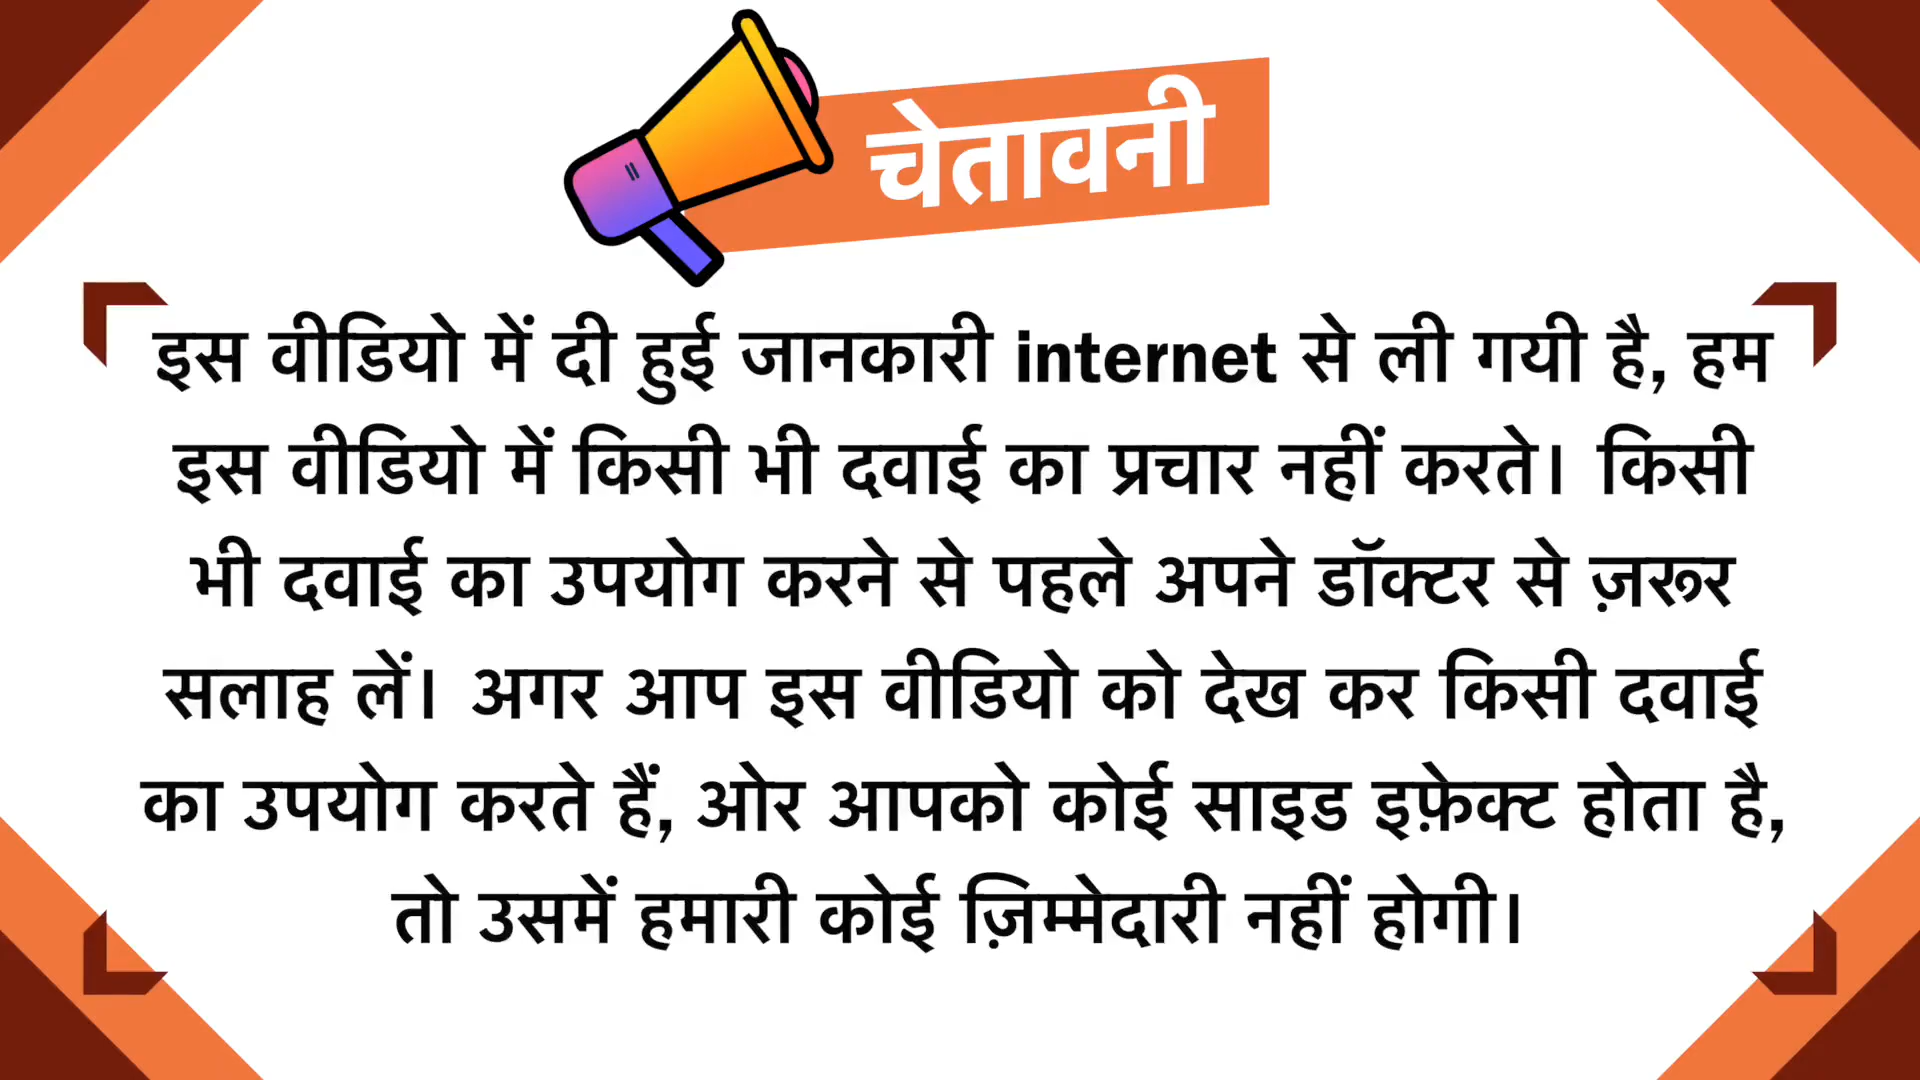 चेतावनी
इस वीडियो में दी हुई जानकारी internet से ली गयी है, हम
इस वीडियो में किसी भी दवाई का प्रचार नहीं करते। किसी
भी दवाई का उपयोग करने से पहले अपने डॉक्टर से ज़रूर
सलाह लें। अगर आप इस वीडियो को देख कर किसी दवाई
का उपयोग करते हैं, ओर आपको कोई साइड इफ़ेक्ट होता है,
तो उसमें हमारी कोई ज़िम्मेदारी नहीं होगी।